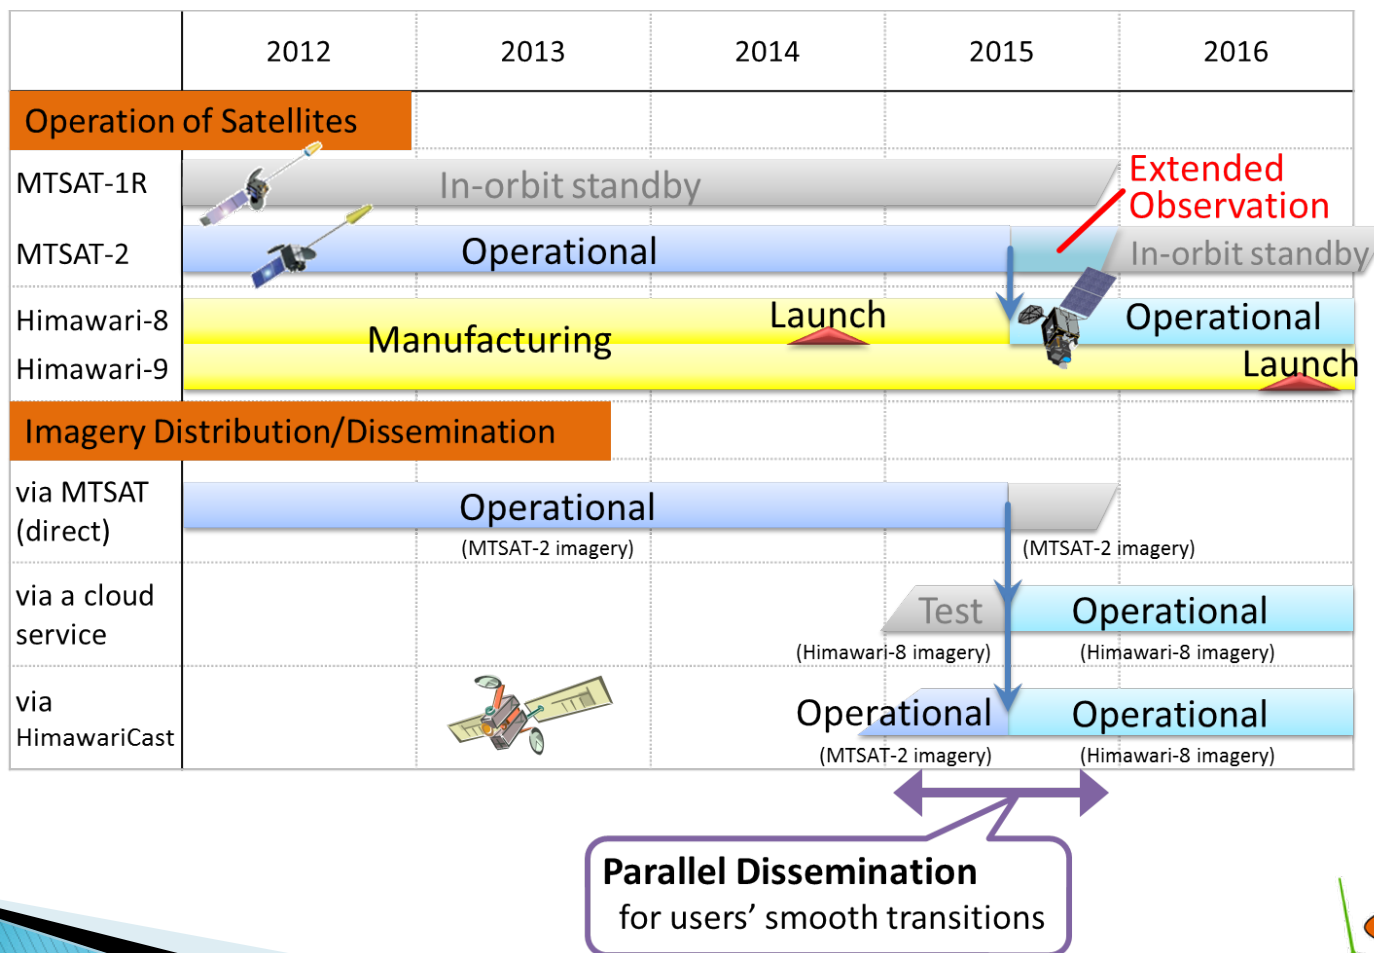 2012 2013 2014 2015 2016
Operation of Satellites
MTSAT-1R
In-orbit standby
Extended
Observation
MTSAT-2
Operational
In-orbit standby
Himawari-8
Launch
Operational
Manufacturing
Himawari-9
Launch
Imagery Distribution/Dissemination
via MTSAT
(direct)
Operational
(MTSAT-2 imagery)
(MTSAT-2 imagery)
via a cloud
service
Test
Operational
(Himawari-8 imagery)
(Himawari-8 imagery)
via
HimawariCast
Operational
Operational
(MTSAT-2 imagery)
(Himawari-8 imagery)
Parallel Dissemination
for users’ smooth transitions